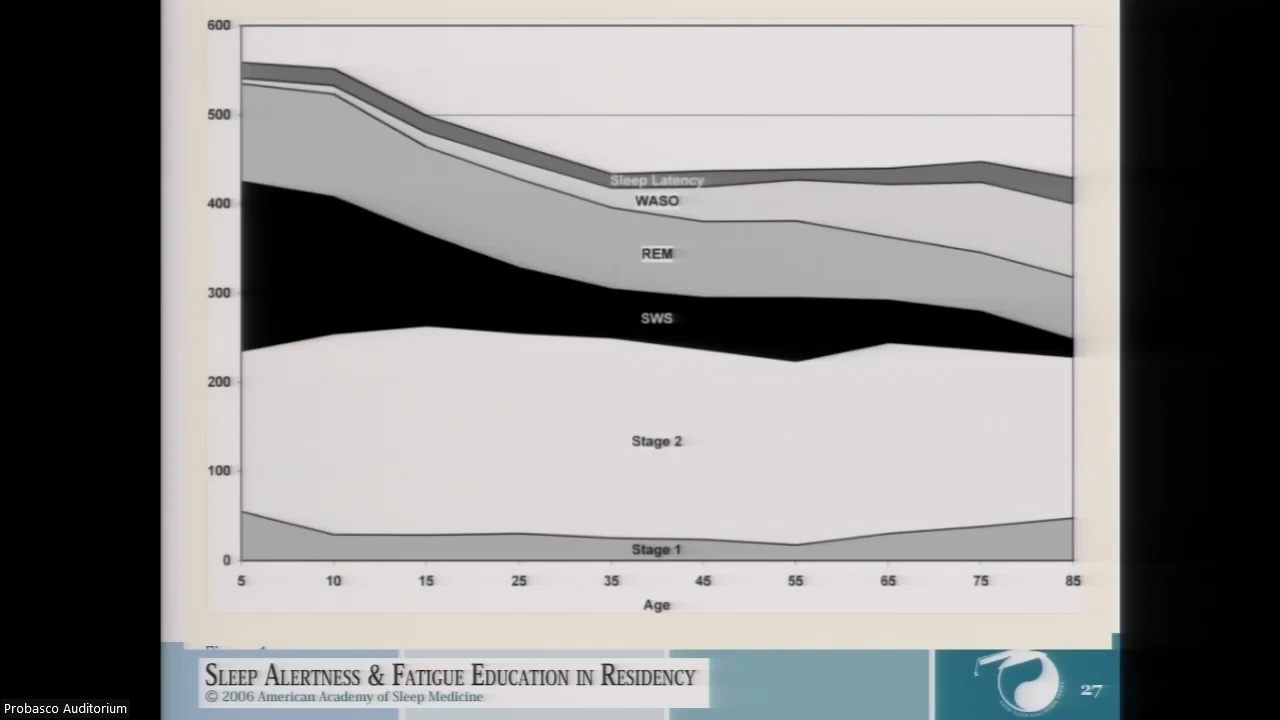 600
500
400
300
200
100
0
Sleep Latency
WASO
REM
SWS
Stage 2
Stage 1
5 10 15 25 35 45 55 65 75 85
Age
SLEEP ALERTNESS & FATIGUE EDUCATION IN RESIDENCY
© 2006 American Academy of Sleep Medicine
27
Probasco Auditorium